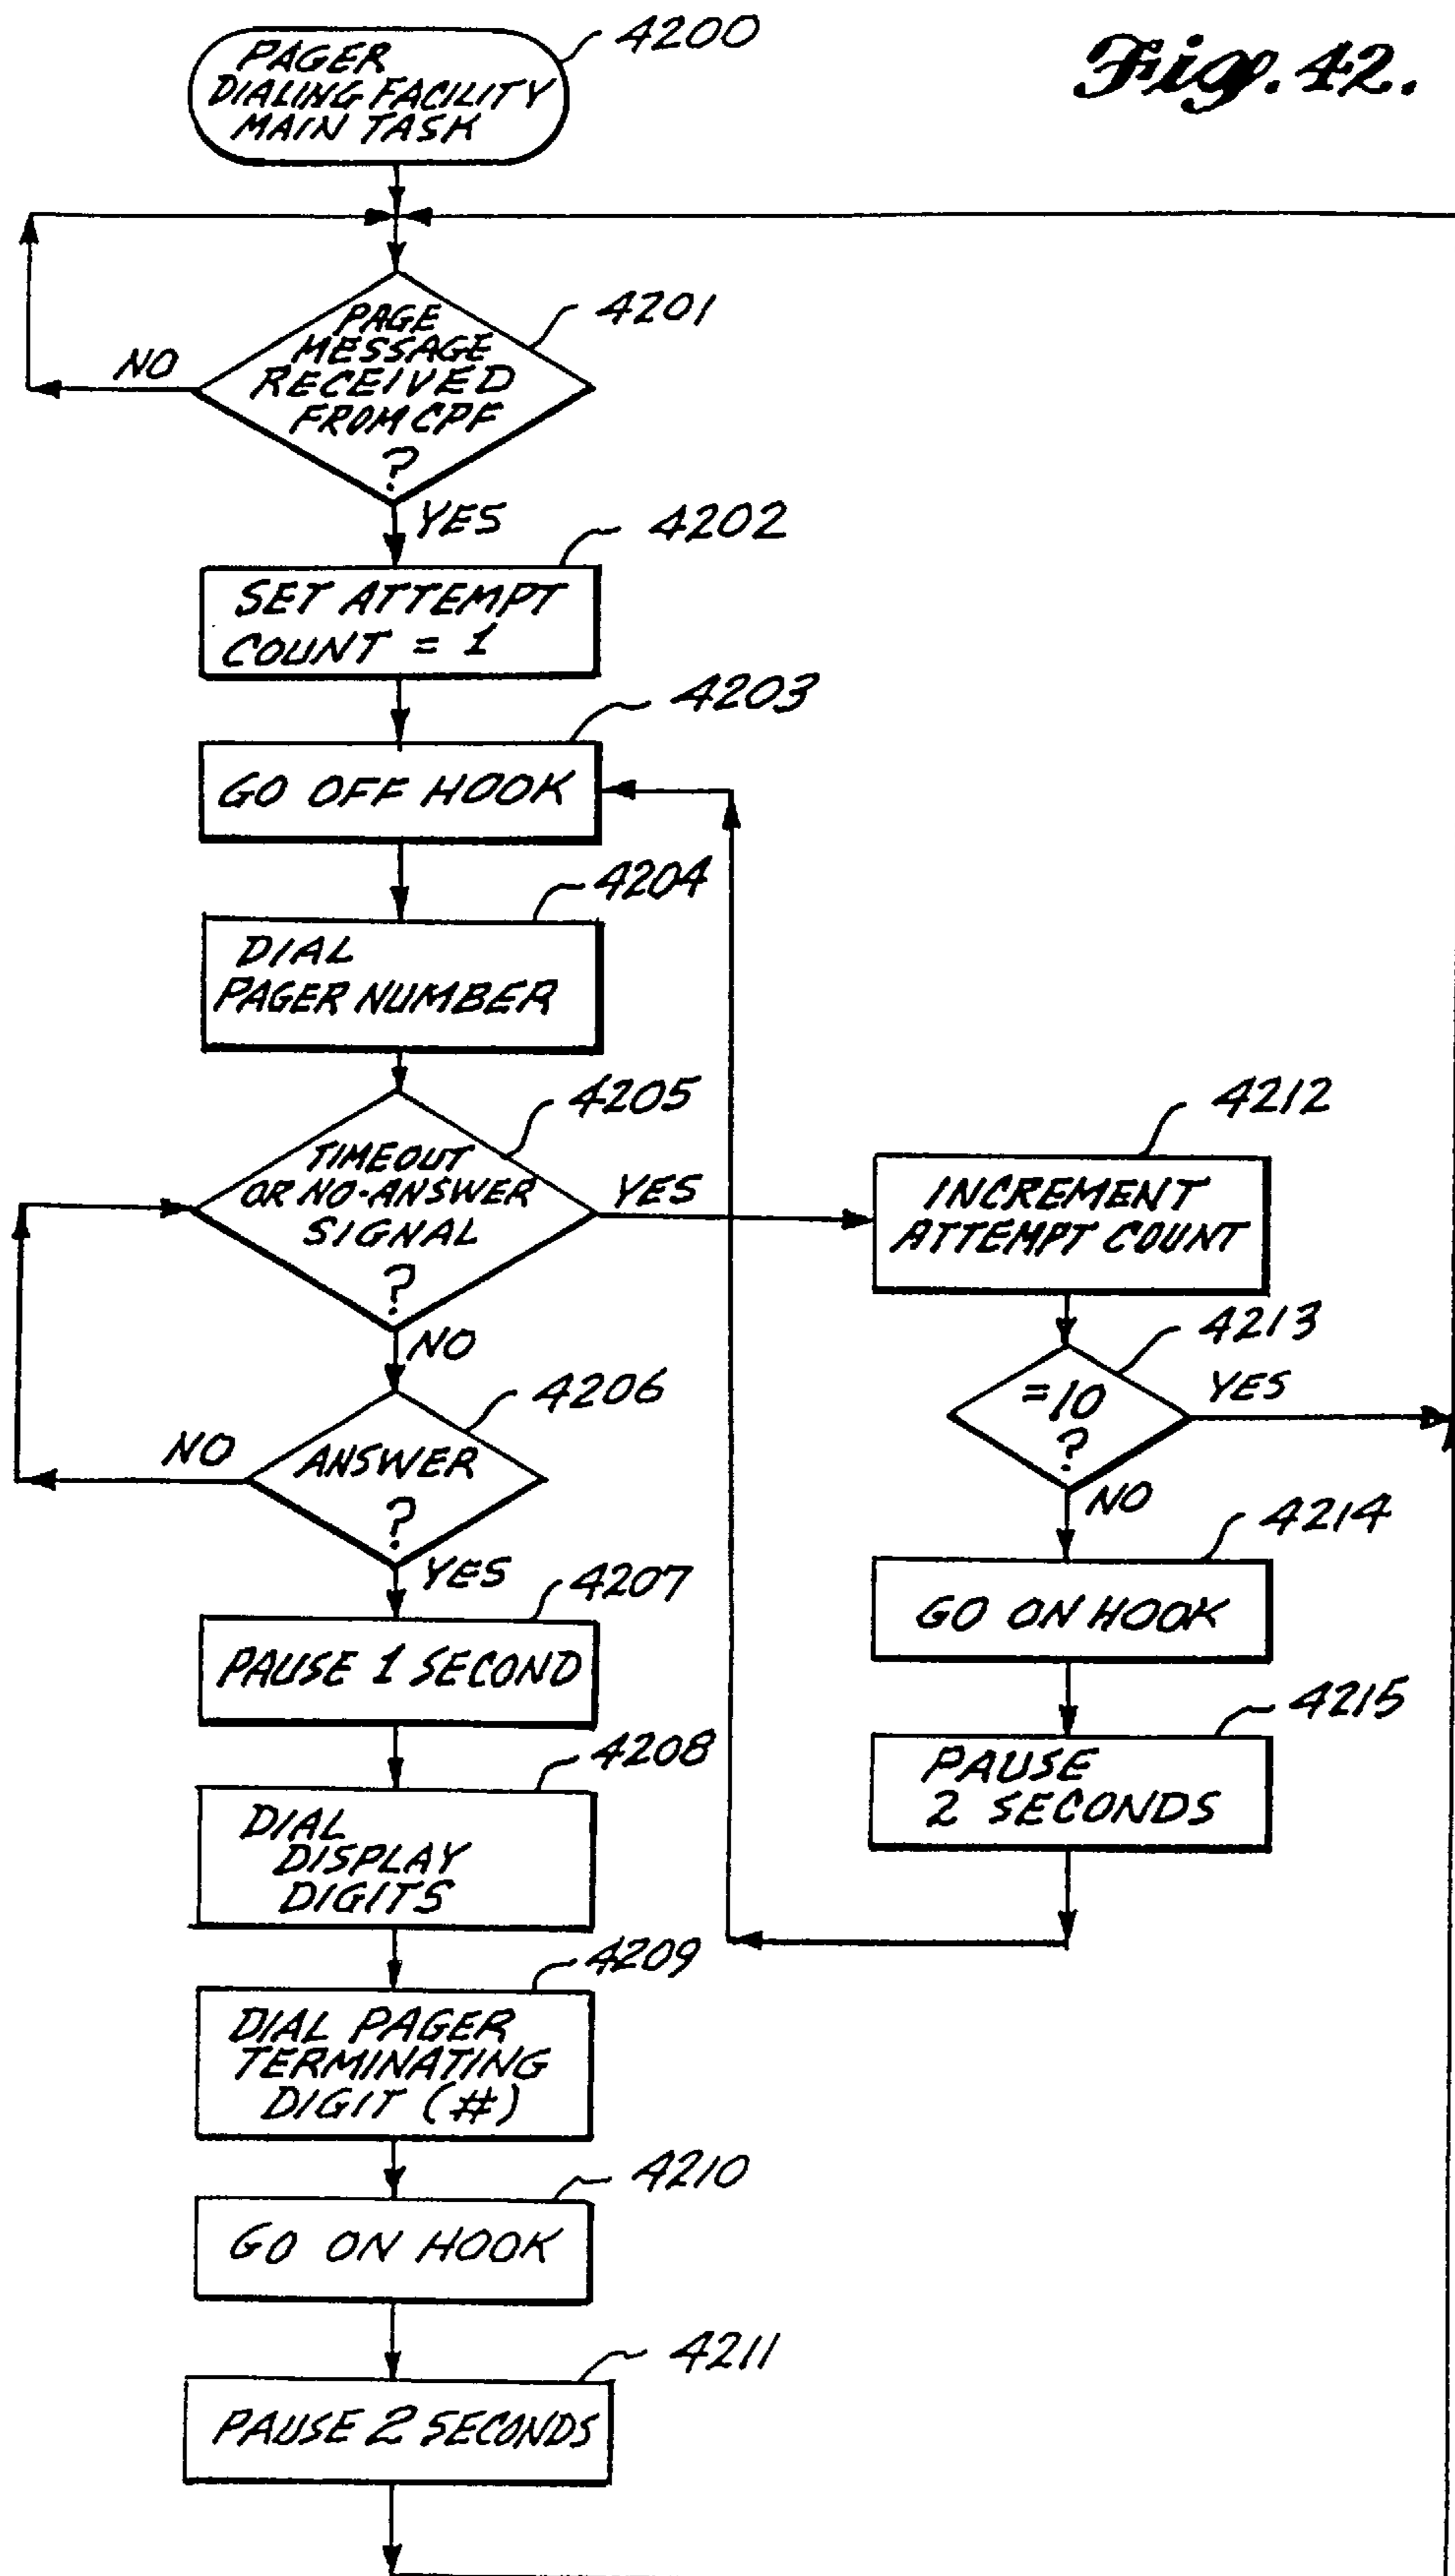 Fig. 42.
4200
PAGER
DIALING FACILITY
MAIN TASK
4201
PAGE
MESSAGE
RECEIVED
FROM CPF
?
NO
YES
4202
SET ATTEMPT
COUNT = 1
4203
GO OFF HOOK
4204
DIAL
PAGER NUMBER
4205
TIMEOUT
OR NO-ANSWER
SIGNAL
?
YES
NO
4206
ANSWER
?
NO
YES
4207
PAUSE 1 SECOND
4208
DIAL
DISPLAY
DIGITS
4209
DIAL PAGER
TERMINATING
DIGIT (#)
4210
GO ON HOOK
4211
PAUSE 2 SECONDS
4212
INCREMENT
ATTEMPT COUNT
4213
=10
?
YES
NO
4214
GO ON HOOK
4215
PAUSE
2 SECONDS